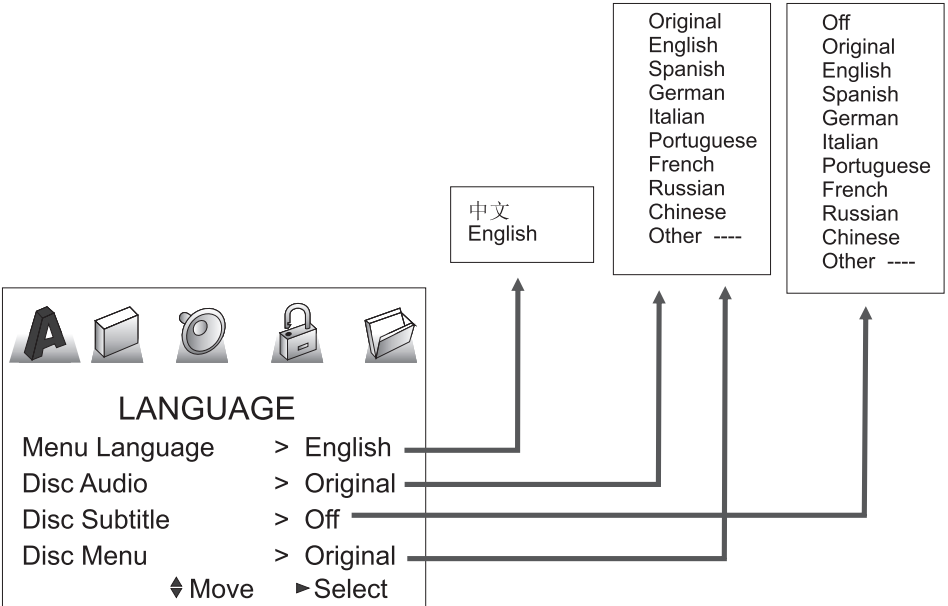 Original
English
Spanish
German
Italian
Portuguese
French
Russian
Chinese
Other ----
Off
Original
English
Spanish
German
Italian
Portuguese
French
Russian
Chinese
Other ----
中文
English
LANGUAGE
Menu Language > English
Disc Audio > Original
Disc Subtitle > Off
Disc Menu > Original
Move Select